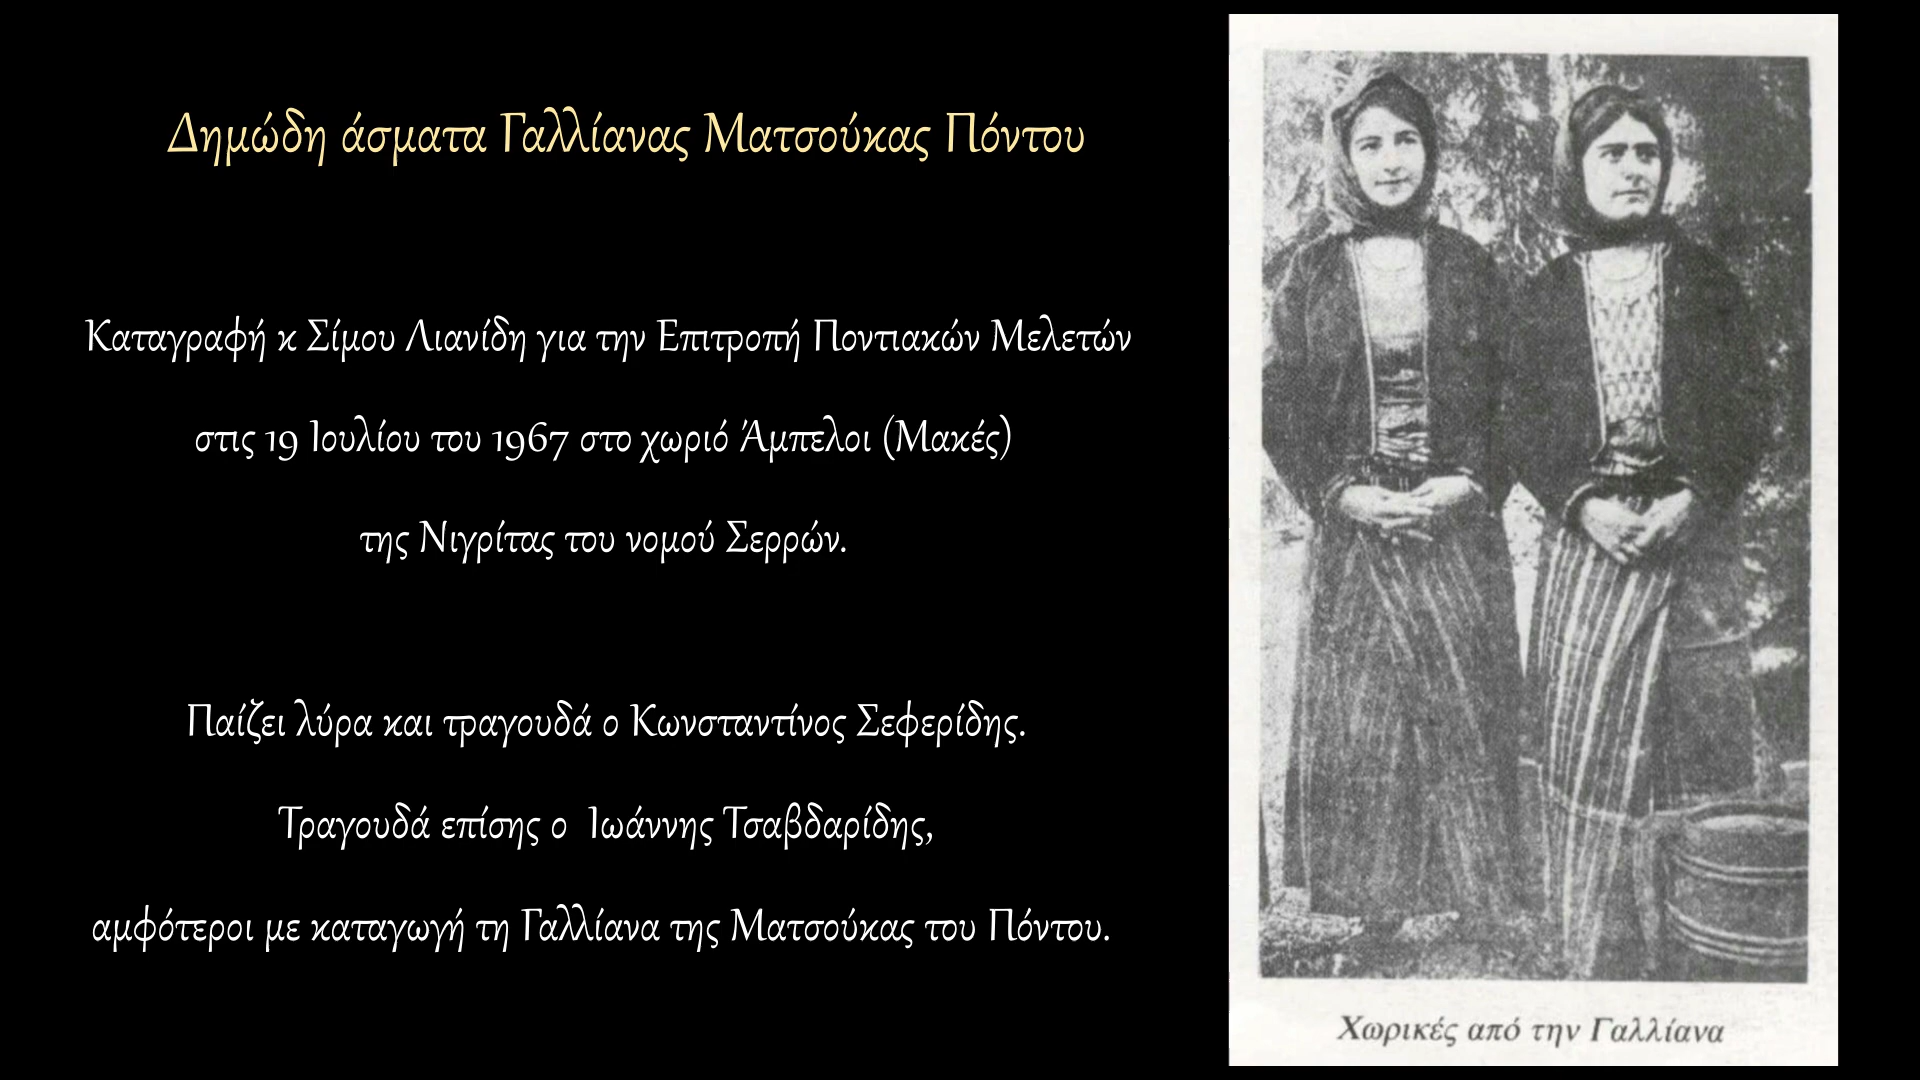 Δημώδη άσματα Γαλλίανας Ματσούκας Πόντου
Καταγραφή κ Σίμου Λιανίδη για την Επιτροπή Ποντιακών Μελετών
στις 19 Ιουλίου του 1967 στο χωριό Άμπελοι (Μακές)
της Νιγρίτας του νομού Σερρών.
Παίζει λύρα και τραγουδά ο Κωνσταντίνος Σεφερίδης.
Τραγουδά επίσης ο Ιωάννης Τσαβδαρίδης,
αμφότεροι με καταγωγή τη Γαλλίανα της Ματσούκας του Πόντου.
Χωρικές από την Γαλλίανα